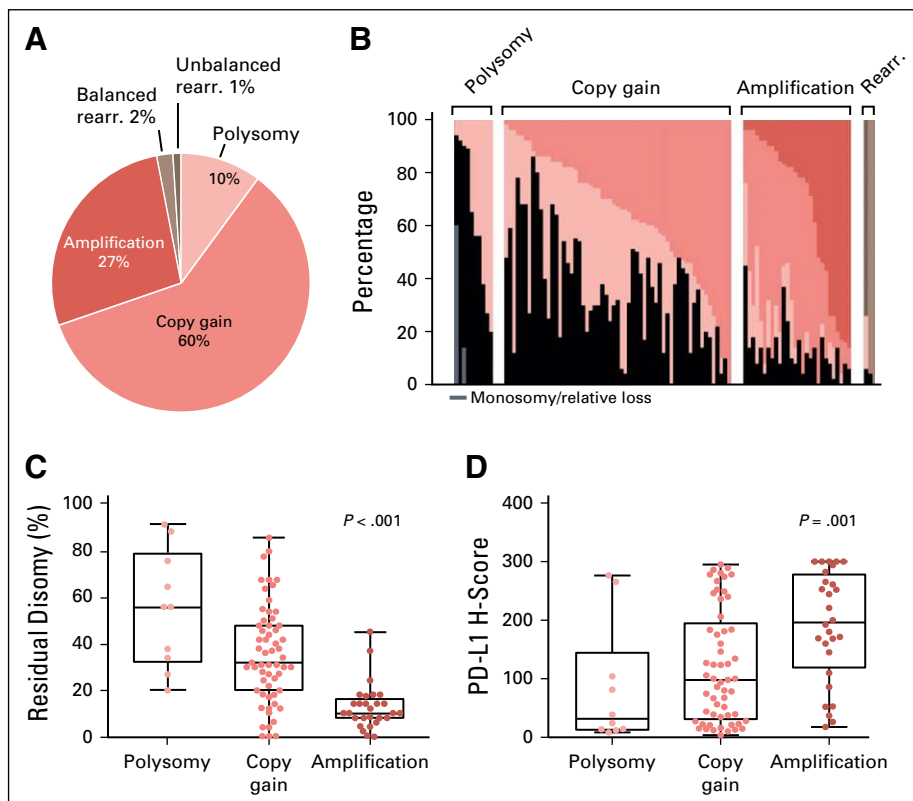 A
Unbalanced
rearr. 1%
Balanced
rearr. 2%
Polysomy
10%
Amplification
27%
Copy gain
60%
B
Polysomy
Copy gain
Amplification
Rearr.
Percentage
100
80
60
40
20
0
Monosomy/relative loss
C
Residual Disomy (%)
100
80
60
40
20
0
P < .001
Polysomy
Copy
gain
Amplification
D
PD-L1 H-Score
400
300
200
100
0
P = .001
Polysomy
Copy
gain
Amplification